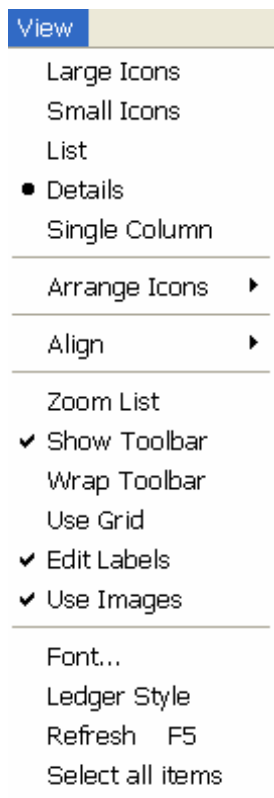 View
Large Icons
Small Icons
List
Details
Single Column
Arrange Icons
Align
Zoom List
Show Toolbar
Wrap Toolbar
Use Grid
Edit Labels
Use Images
Font...
Ledger Style
Refresh F5
Select all items